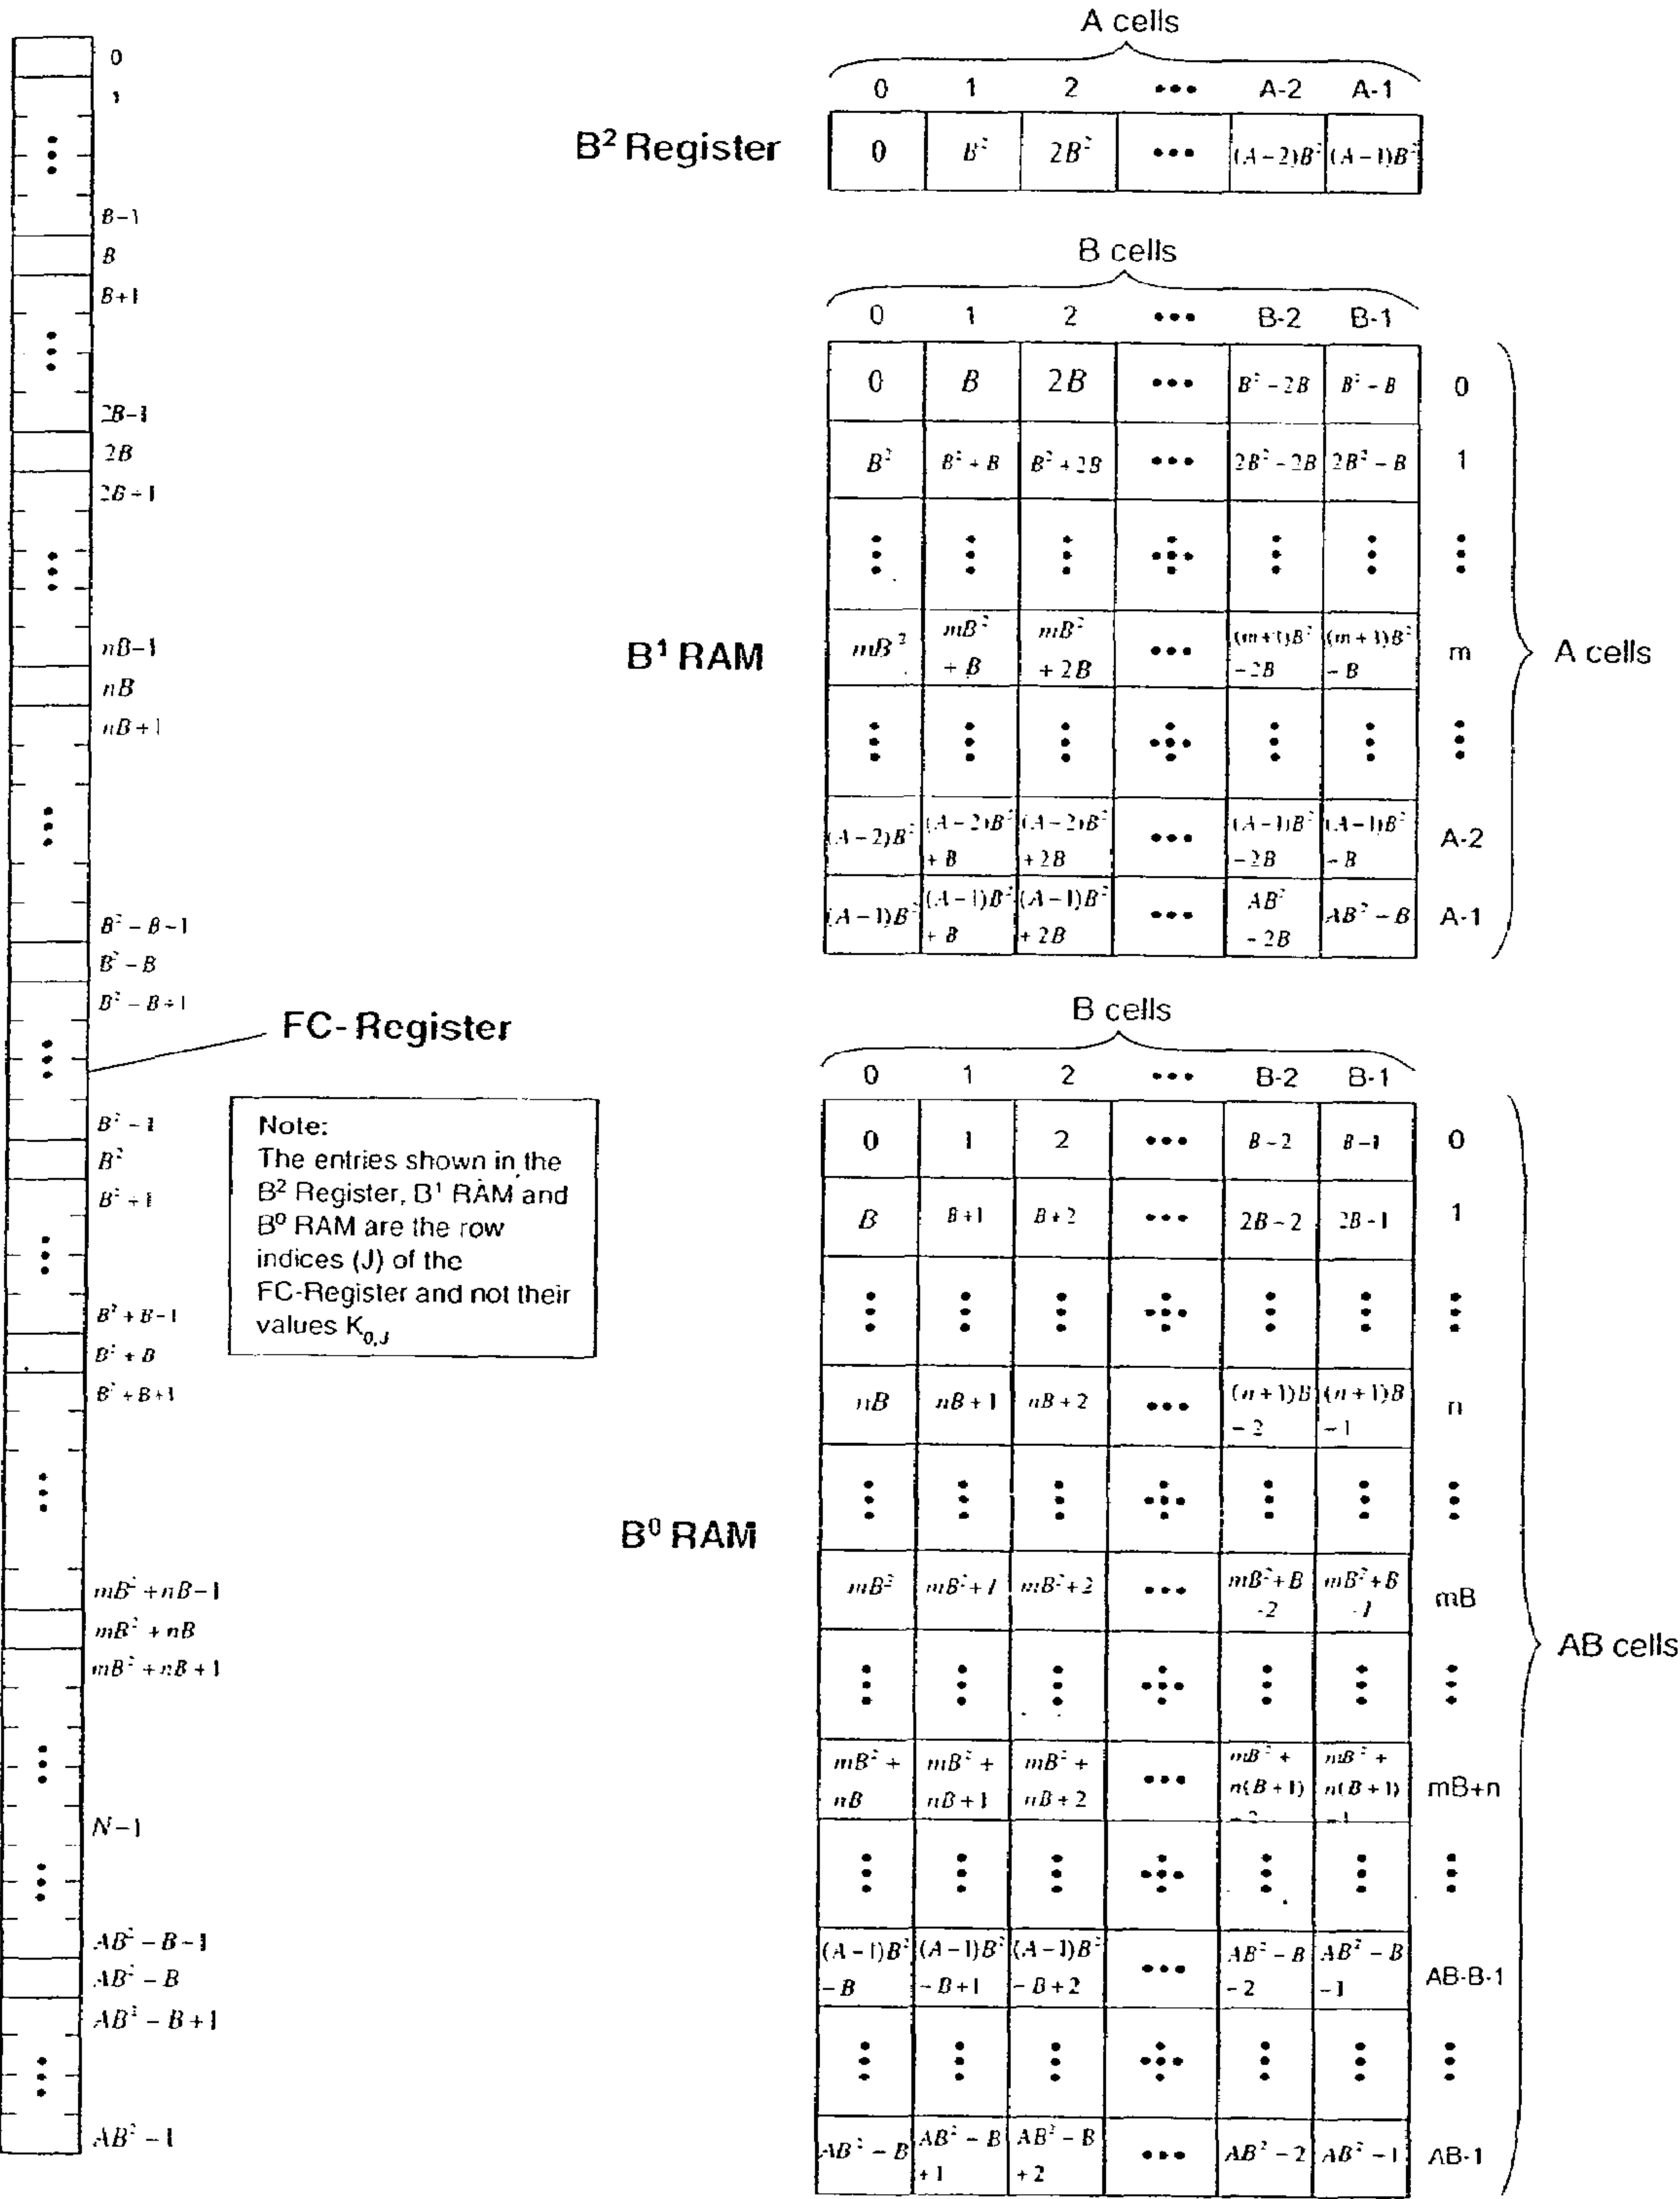 0
1
B−1
B
B+1
2B−1
2B
2B+1
nB−1
nB
nB+1
B² − B −1
B² − B
B² − B +1
FC-Register
B² − 1
B²
B² + 1
B² + B −1
B² + B
B² + B +1
mB² + nB −1
mB² + nB
mB² + nB +1
N −1
AB² − B −1
AB² − B
AB² − B +1
AB² −1
Note:
The entries shown in the
B² Register, B¹ RAM and
B⁰ RAM are the row
indices (J) of the
FC-Register and not their
values K₀,J
A cells
0 1 2 ••• A-2 A-1
B² Register
0 B² 2B² ••• (A−2)B² (A−1)B²
B cells
0 1 2 ••• B-2 B-1
0 B 2B ••• B² − 2B B² − B 0
B² B² + B B² + 2B ••• 2B² − 2B 2B² − B 1
B¹ RAM
mB² mB² + B mB² + 2B ••• (m+1)B² − 2B (m+1)B² − B m
A cells
(A−2)B² (A−2)B² + B (A−2)B² + 2B ••• (A−1)B² − 2B (A−1)B² − B A-2
(A−1)B² (A−1)B² + B (A−1)B² + 2B ••• AB² − 2B AB² − B A-1
B cells
0 1 2 ••• B-2 B-1
0 1 2 ••• B−2 B−1 0
B B+1 B+2 ••• 2B−2 2B−1 1
nB nB+1 nB+2 ••• (n+1)B − 2 (n+1)B − 1 n
B⁰ RAM
mB² mB²+1 mB²+2 ••• mB²+B -2 mB²+B -1 mB
AB cells
mB² + nB mB² + nB+1 mB² + nB+2 ••• mB² + n(B+1) −2 mB² + n(B+1) −1 mB+n
(A−1)B² − B (A−1)B² − B+1 (A−1)B² − B+2 ••• AB² − B − 2 AB² − B − 1 AB-B-1
AB² − B AB² − B + 1 AB² − B + 2 ••• AB² − 2 AB² − 1 AB-1